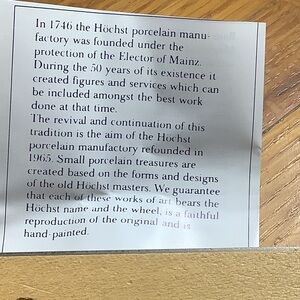 In 1746 the Höchst porcelain manu-
factory was founded under the
protection of the Elector of Mainz.
During the 50 years of its existence it
created figures and services which can
be included amongst the best work
done at that time.
The revival and continuation of this
tradition is the aim of the Höchst
porcelain manufactory refounded in
1965. Small porcelain treasures are
created based on the forms and designs
of the old Höchst masters. We guarantee
that each of these works of art bears the
Höchst name and the wheel, is a faithful
reproduction of the original and is
hand-painted.